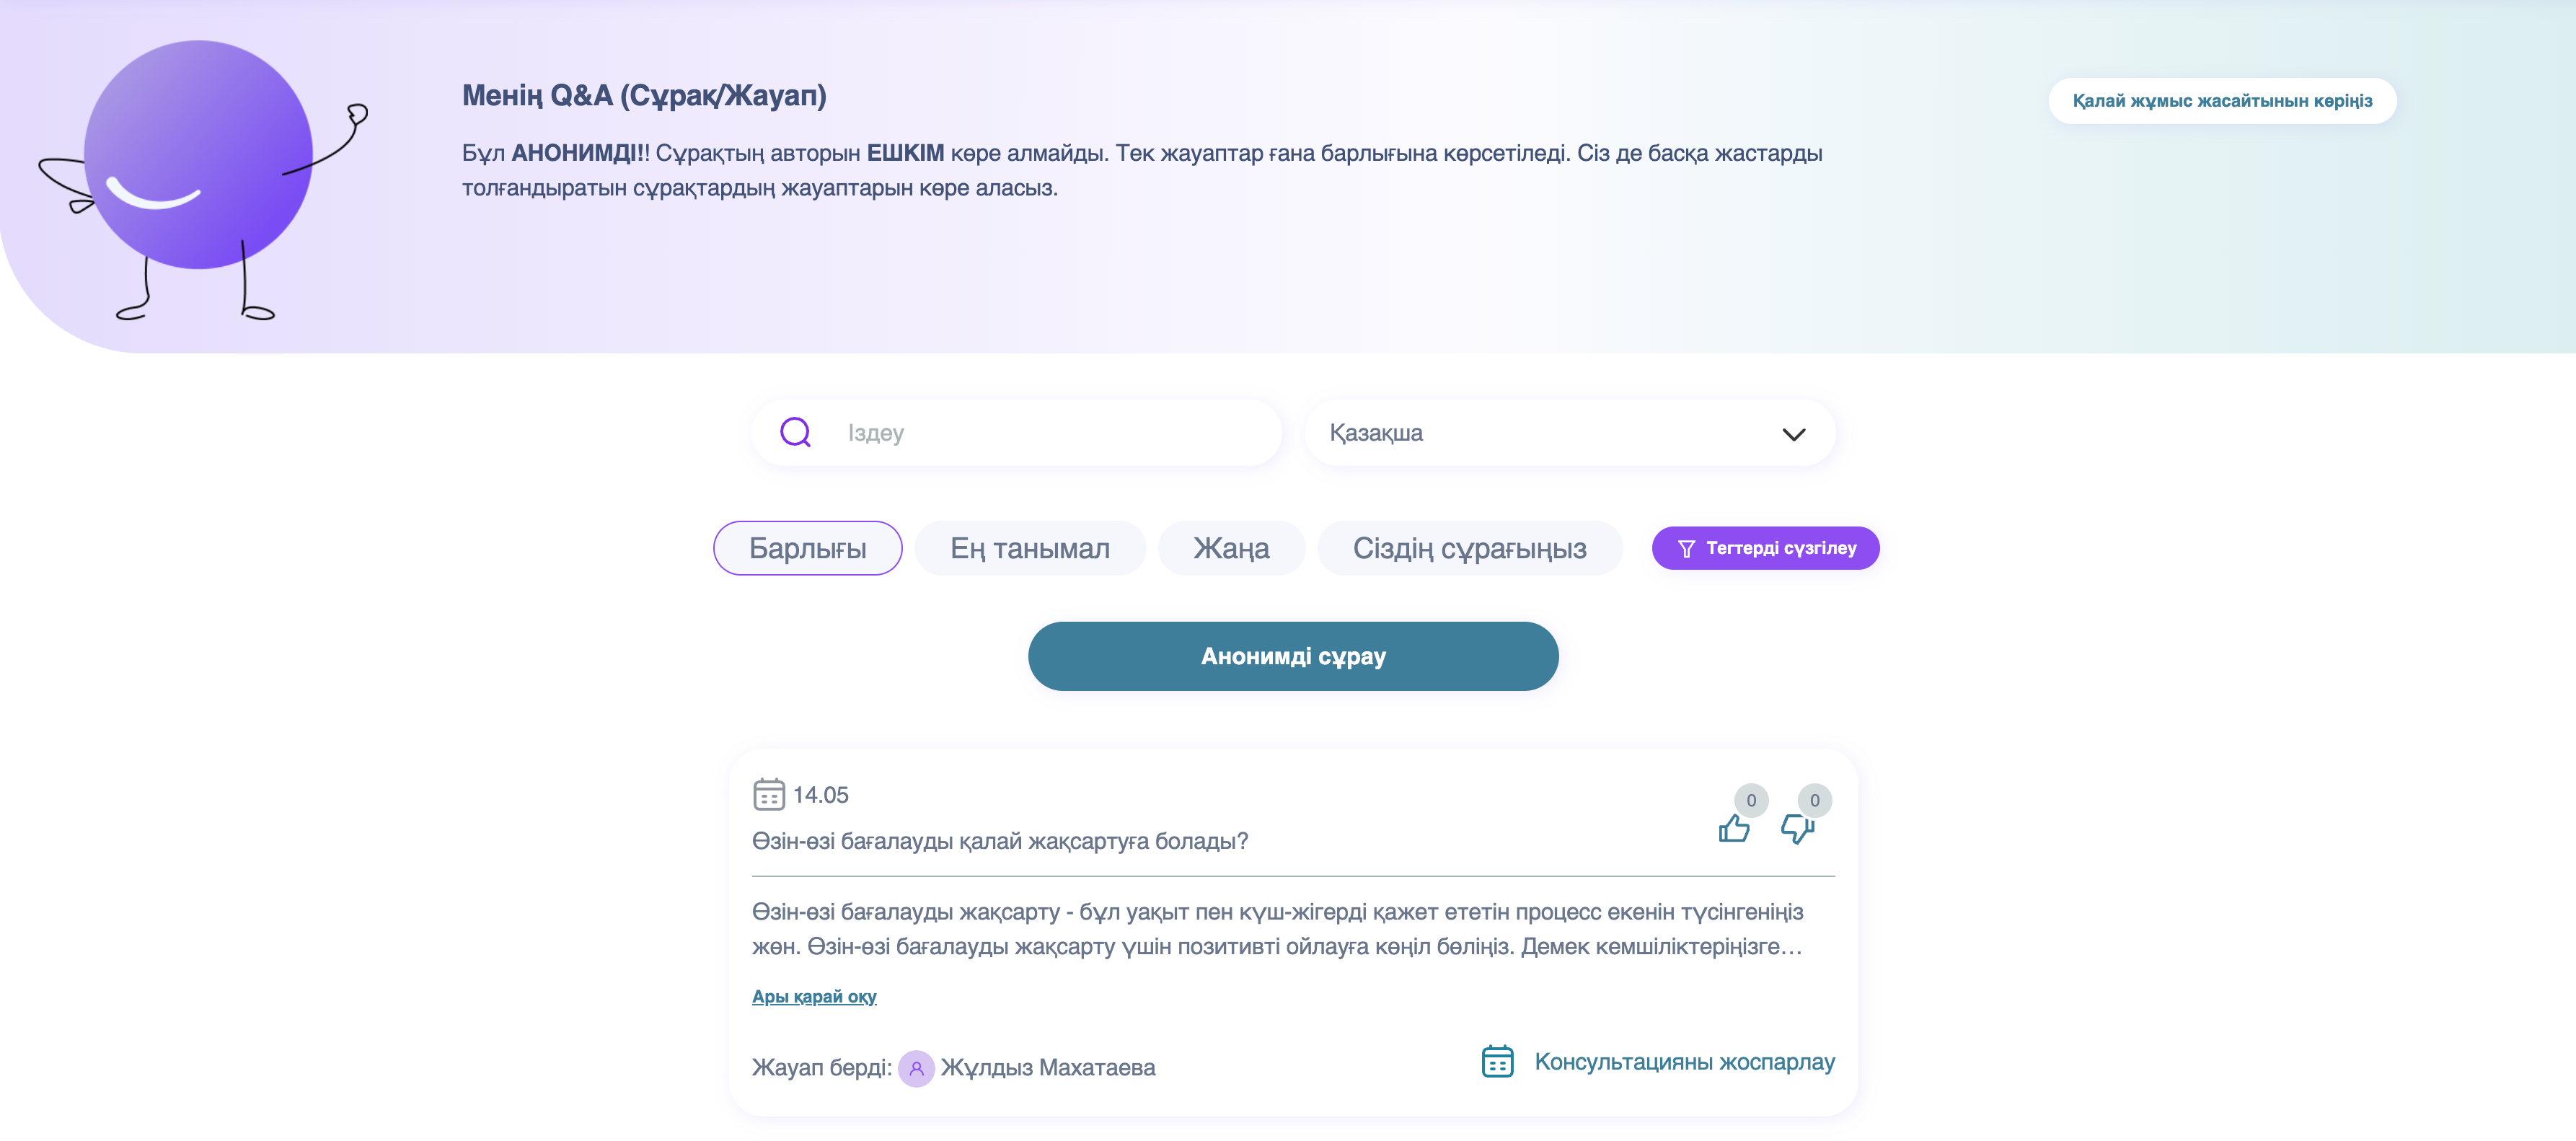 Менің Q&A (Сұрақ/Жауап)
Қалай жұмыс жасайтынын көріңіз
Бұл АНОНИМДІ!! Сұрақтың авторын ЕШКІМ көре алмайды. Тек жауаптар ғана барлығына көрсетіледі. Сіз де басқа жастарды
толғандыратын сұрақтардың жауаптарын көре аласыз.
Іздеу
Қазақша
Барлығы
Ең танымал
Жаңа
Сіздің сұрағыңыз
Тегтерді сүзгілеу
Анонимді сұрау
14.05
0
0
Өзін-өзі бағалауды қалай жақсартуға болады?
Өзін-өзі бағалауды жақсарту - бұл уақыт пен күш-жігерді қажет ететін процесс екенін түсінгеніңіз
жөн. Өзін-өзі бағалауды жақсарту үшін позитивті ойлауға көңіл бөліңіз. Демек кемшіліктеріңізге…
Ары қарай оқу
Жауап берді: Жұлдыз Махатаева
Консультацияны жоспарлау